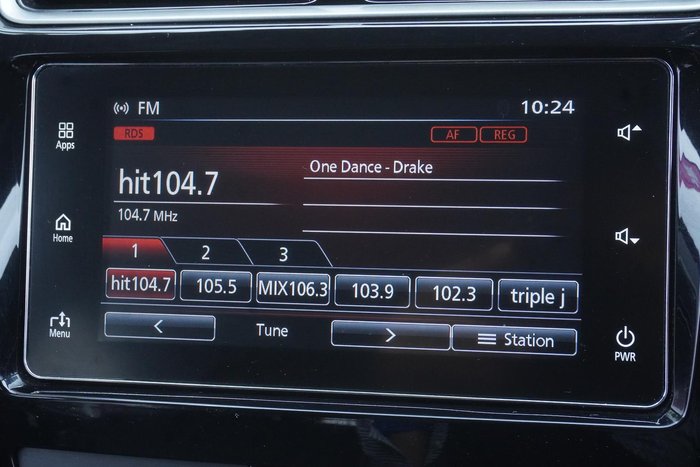 FM 10:24
RDS AF REG
Apps
One Dance - Drake
hit104.7
104.7 MHz
Home
1 2 3
hit104.7 105.5 MIX106.3 103.9 102.3 triple j
< Tune > Station
Menu
PWR